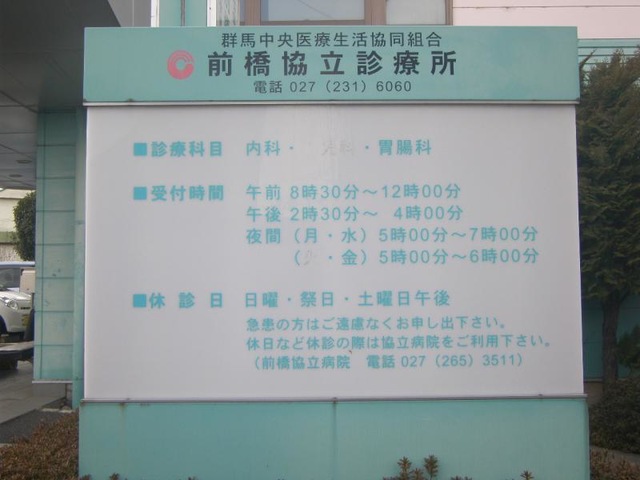 群馬中央医療生活協同組合
前橋協立診療所
電話 027（231）6060
■診療科目 内科・　　科・胃腸科
■受付時間 午前 8時30分～12時00分
午後 2時30分～ 4時00分
夜間（月・水）5時00分～7時00分
（　・金）5時00分～6時00分
■休診日 日曜・祭日・土曜日午後
急患の方はご遠慮なくお申し出下さい。
休日など休診の際は協立病院をご利用下さい。
（前橋協立病院 電話 027（265）3511）